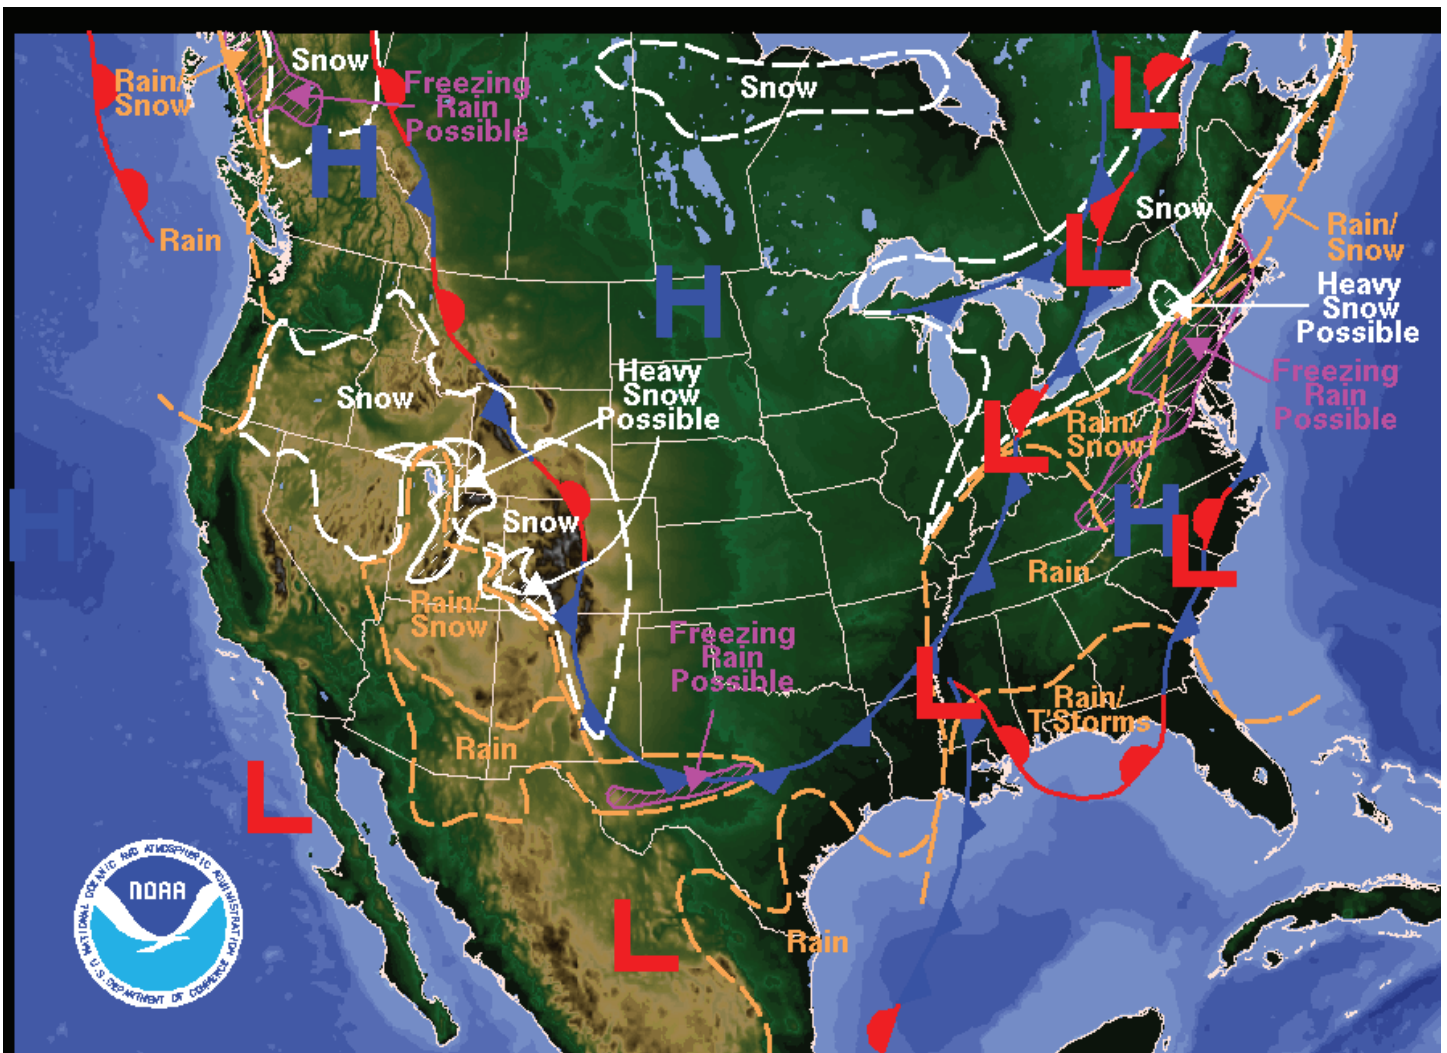 Snow
Rain/
Snow
Freezing
Rain
Possible
H
Rain
Snow
L
Snow
L
Rain/
Snow
H
Heavy
Snow
Possible
Freezing
Rain
Possible
Heavy
Snow
Possible
Snow
L
Rain/
Snow
H
Snow
H
L
Rain
Rain/
Snow
Freezing
Rain
Possible
L
Rain/
T'Storms
Rain
L
L
Rain
NOAA
NATIONAL OCEANIC AND ATMOSPHERIC ADMINISTRATION
U.S. DEPARTMENT OF COMMERCE